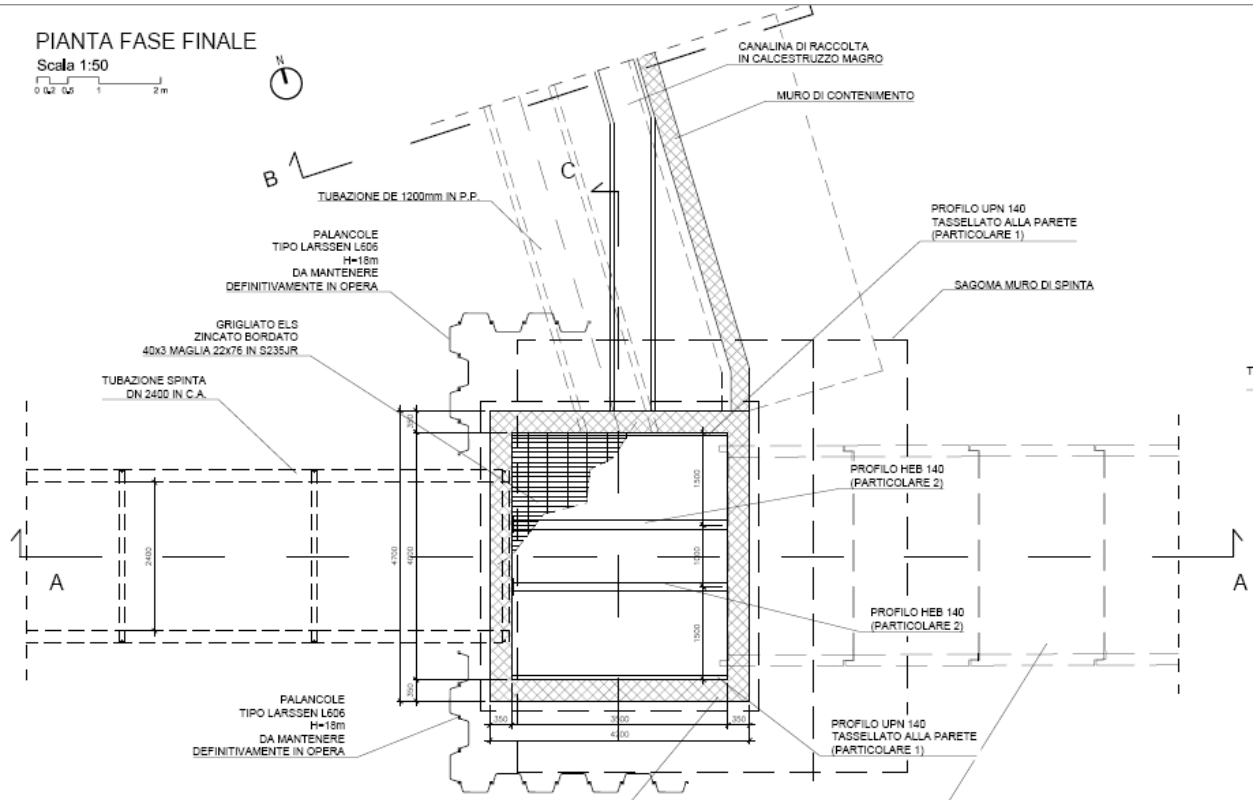 PIANTA FASE FINALE
Scala 1:50
0 0.2 0.5 1 2 m
N
CANALINA DI RACCOLTA
IN CALCESTRUZZO MAGRO
MURO DI CONTENIMENTO
B
C
TUBAZIONE DE 1200mm IN P.P.
PROFILO UPN 140
TASSELLATO ALLA PARETE
(PARTICOLARE 1)
PALANCOLE
TIPO LARSSEN L606
H=18m
DA MANTENERE
DEFINITIVAMENTE IN OPERA
SAGOMA MURO DI SPINTA
GRIGLIATO ELS
ZINCATO BORDATO
40x3 MAGLIA 22x76 IN S235JR
T
TUBAZIONE SPINTA
DN 2400 IN C.A.
350
1500
PROFILO HEB 140
(PARTICOLARE 2)
2400
4700
4000
1000
A
A
PROFILO HEB 140
(PARTICOLARE 2)
1500
350
PALANCOLE
TIPO LARSSEN L606
H=18m
DA MANTENERE
DEFINITIVAMENTE IN OPERA
350
3500
350
4200
PROFILO UPN 140
TASSELLATO ALLA PARETE
(PARTICOLARE 1)